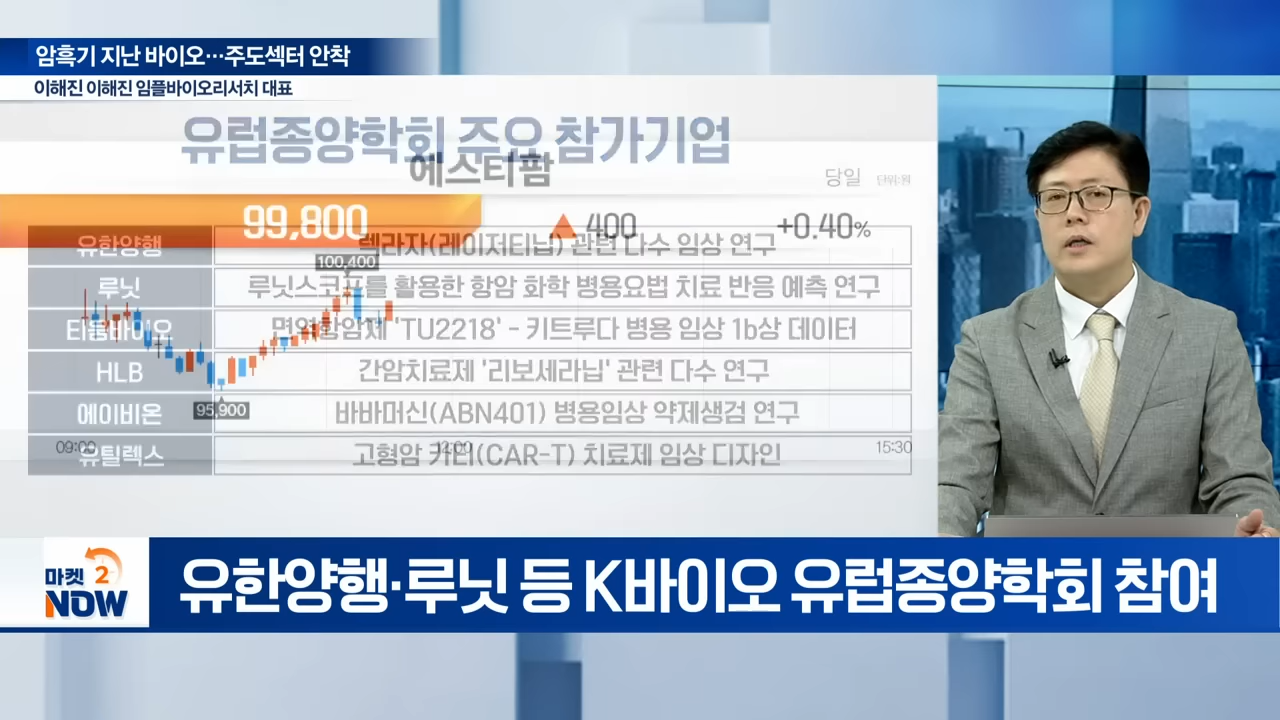 암흑기 지난 바이오…주도섹터 안착
이해진 이해진 임플바이오리서치 대표
유럽종양학회 주요 참가기업
에스티팜
당일 단위:원
99,800 ▲400 +0.40%
유한양행 렉라자(레이저티닙) 관련 다수 임상 연구
100,400
루닛 루닛스코프를 활용한 항암 화학 병용요법 치료 반응 예측 연구
티움바이오 면역항암제 'TU2218' - 키트루다 병용 임상 1b상 데이터
HLB 간암치료제 '리보세라닙' 관련 다수 연구
에이비온 바바머신(ABN401) 병용임상 약제생검 연구
95,900
09:00 12:00 15:30
유틸렉스 고형암 카티(CAR-T) 치료제 임상 디자인
마켓 2
NOW
유한양행·루닛 등 K바이오 유럽종양학회 참여